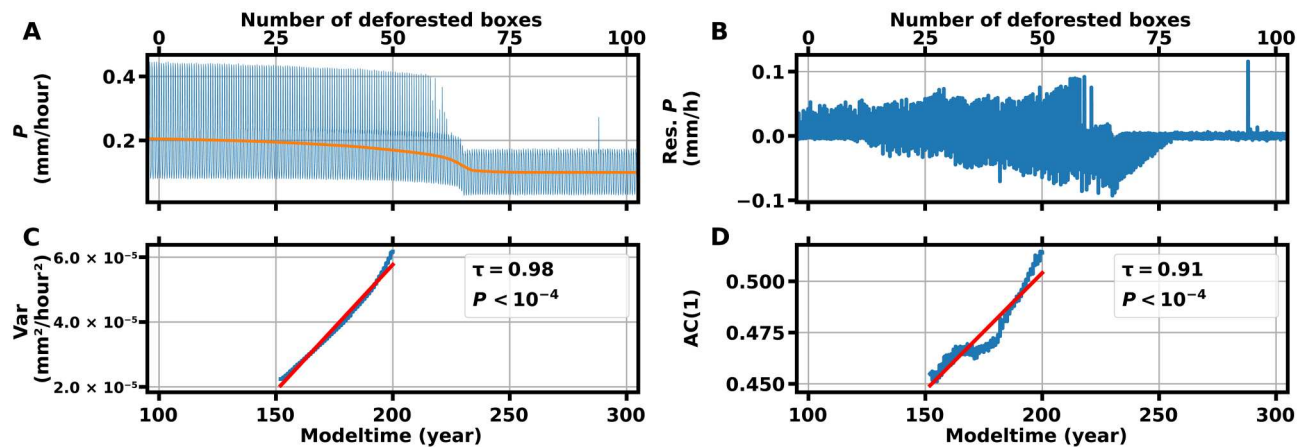 A
Number of deforested boxes
0 25 50 75 100
P
(mm/hour)
0.4
0.2
B
Number of deforested boxes
0 25 50 75 100
Res. P
(mm/h)
0.1
0.0
−0.1
C
Var
(mm²/hour²)
6.0 × 10⁻⁵
4.0 × 10⁻⁵
2.0 × 10⁻⁵
τ = 0.98
P < 10⁻⁴
100 150 200 250 300
Modeltime (year)
D
AC(1)
0.500
0.475
0.450
τ = 0.91
P < 10⁻⁴
100 150 200 250 300
Modeltime (year)